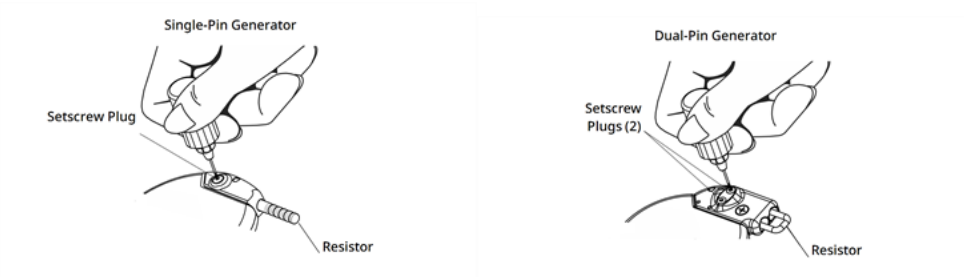 Single-Pin Generator
Setscrew Plug
Resistor
Dual-Pin Generator
Setscrew
Plugs (2)
Resistor